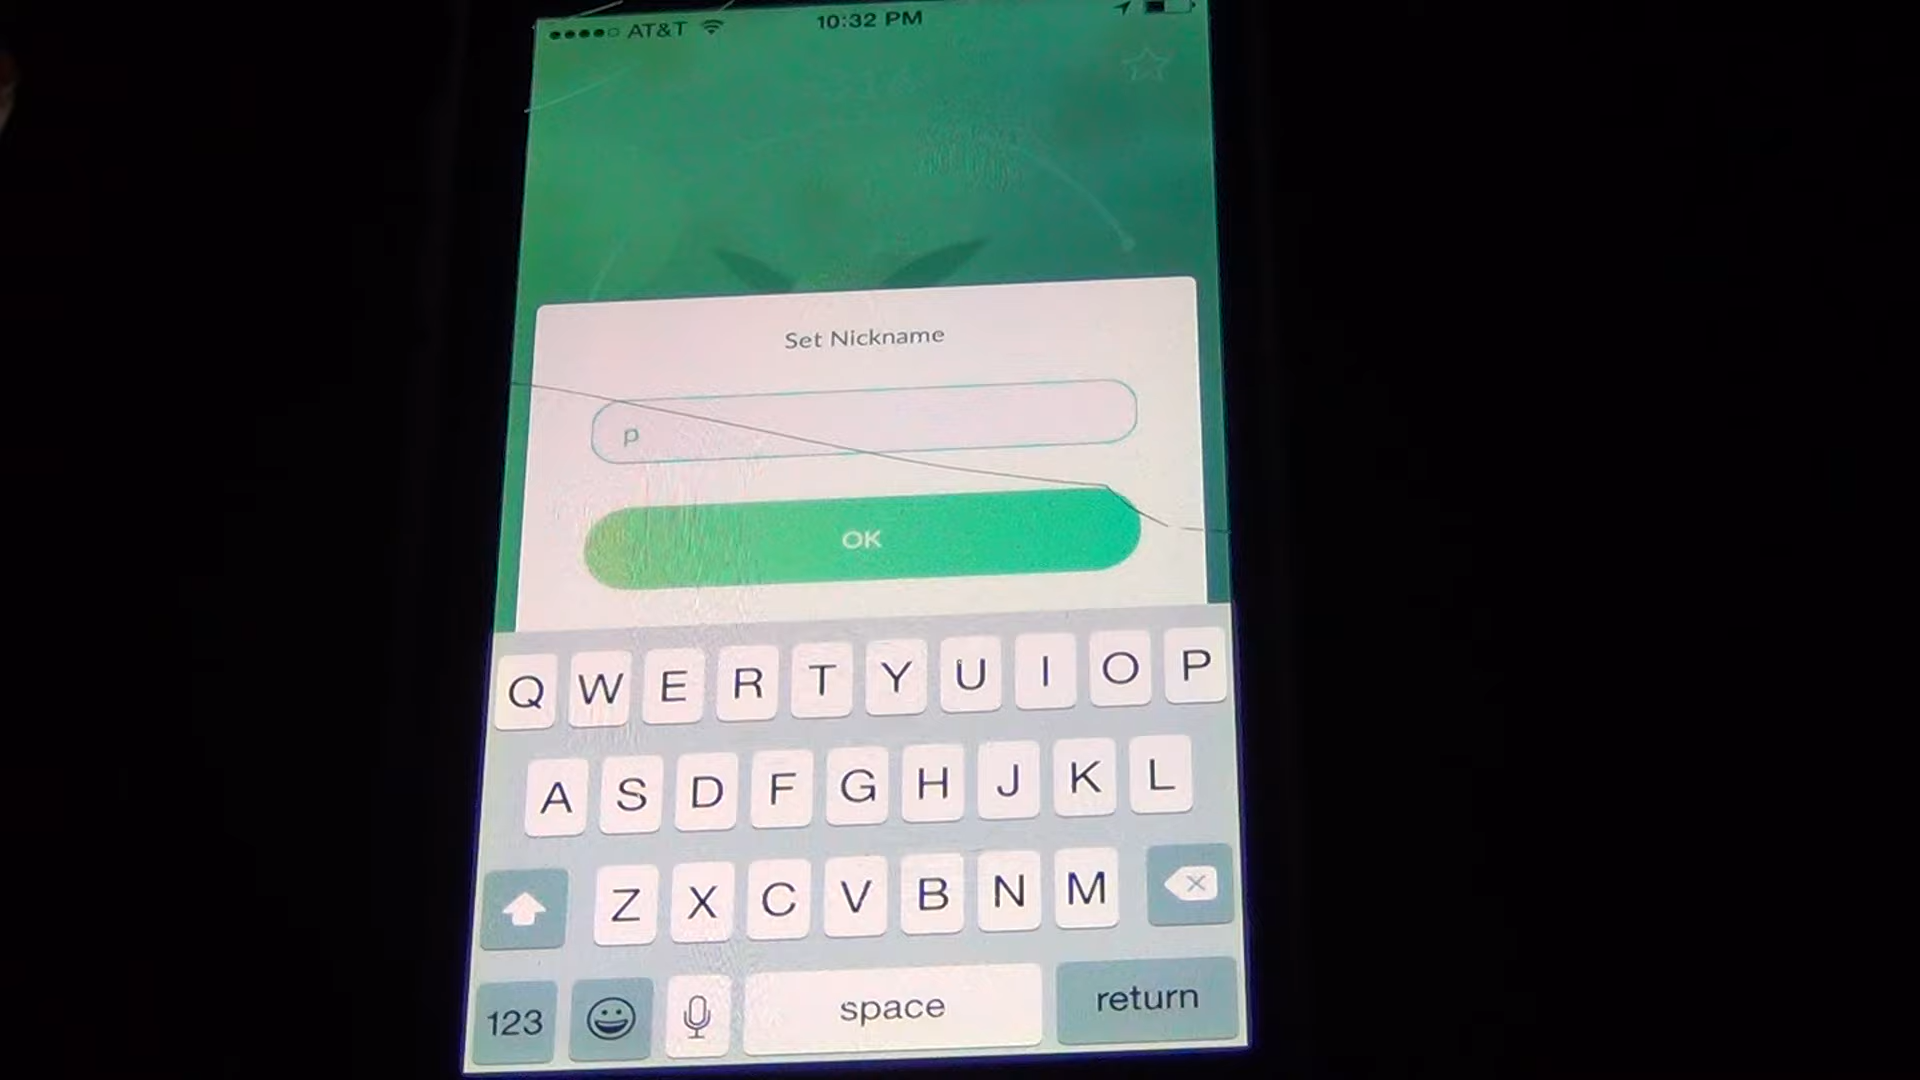 AT&T 10:32 PM
Set Nickname
p
OK
Q W E R T Y U I O P
A S D F G H J K L
Z X C V B N M
123 space return